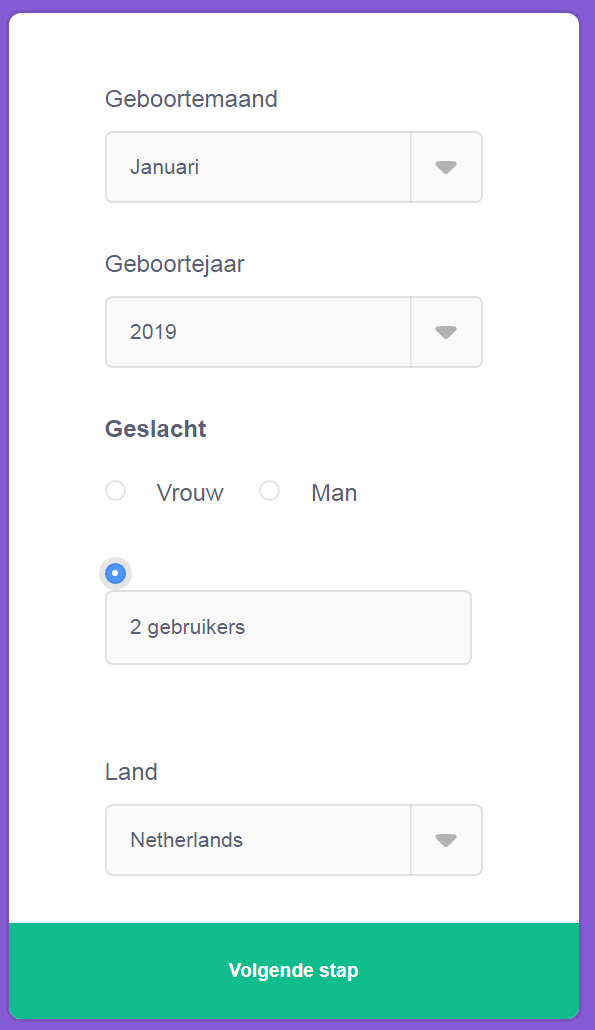 Geboortemaand
Januari
Geboortejaar
2019
Geslacht
Vrouw Man
2 gebruikers
Land
Netherlands
Volgende stap